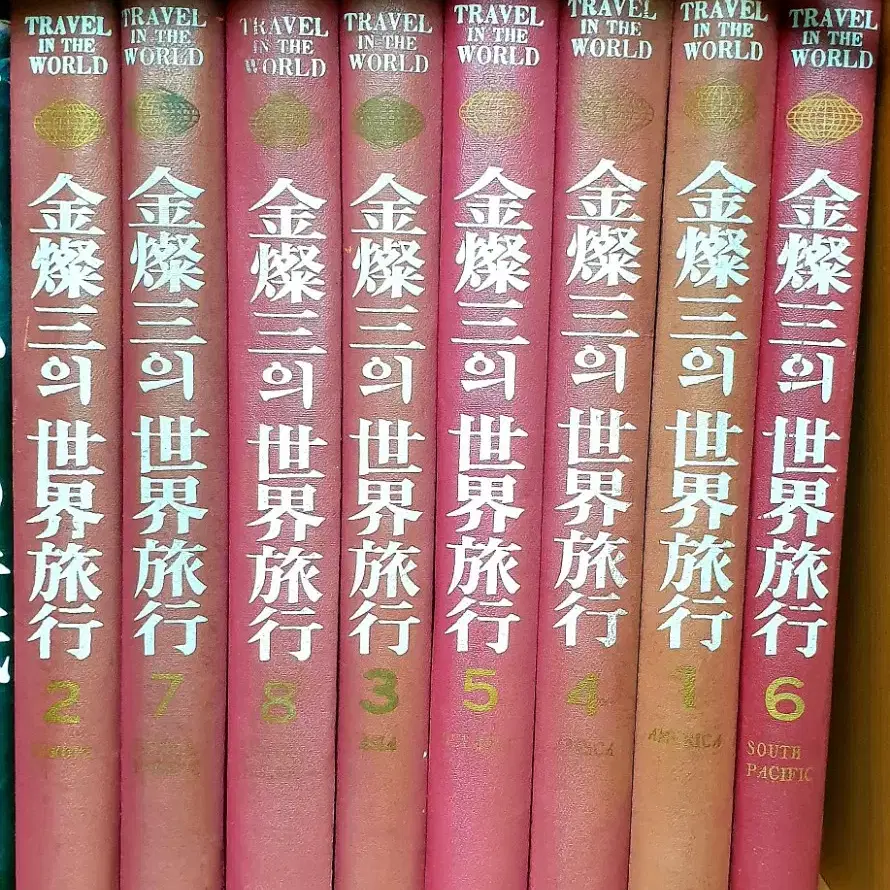 TRAVEL
IN THE
WORLD
金燦三의 世界旅行
2
EUROPE
TRAVEL
IN THE
WORLD
金燦三의 世界旅行
7
TRAVEL
IN THE
WORLD
金燦三의 世界旅行
8
TRAVEL
IN THE
WORLD
金燦三의 世界旅行
3
ASIA
TRAVEL
IN THE
WORLD
金燦三의 世界旅行
5
TRAVEL
IN THE
WORLD
金燦三의 世界旅行
4
AFRICA
TRAVEL
IN THE
WORLD
金燦三의 世界旅行
1
AMERICA
TRAVEL
IN THE
WORLD
金燦三의 世界旅行
6
SOUTH
PACIFIC